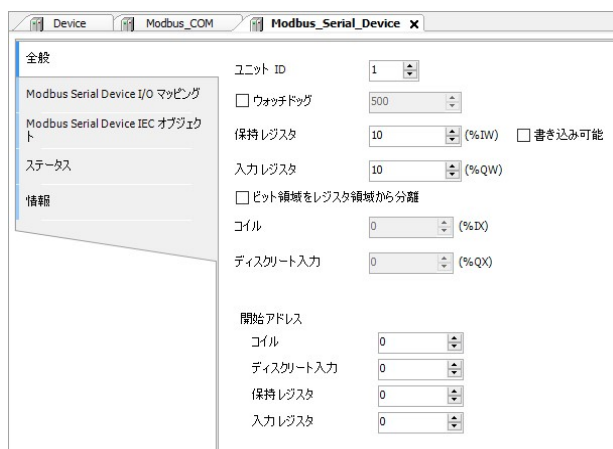 Device Modbus_COM Modbus_Serial_Device X
全般
Modbus Serial Device I/O マッピング
Modbus Serial Device IEC オブジェク
ト
ステータス
情報
ユニット ID 1
ウォッチドッグ 500
保持レジスタ 10 (%IW) 書き込み可能
入力レジスタ 10 (%QW)
ビット領域をレジスタ領域から分離
コイル 0 (%IX)
ディスクリート入力 0 (%QX)
開始アドレス
コイル 0
ディスクリート入力 0
保持レジスタ 0
入力レジスタ 0